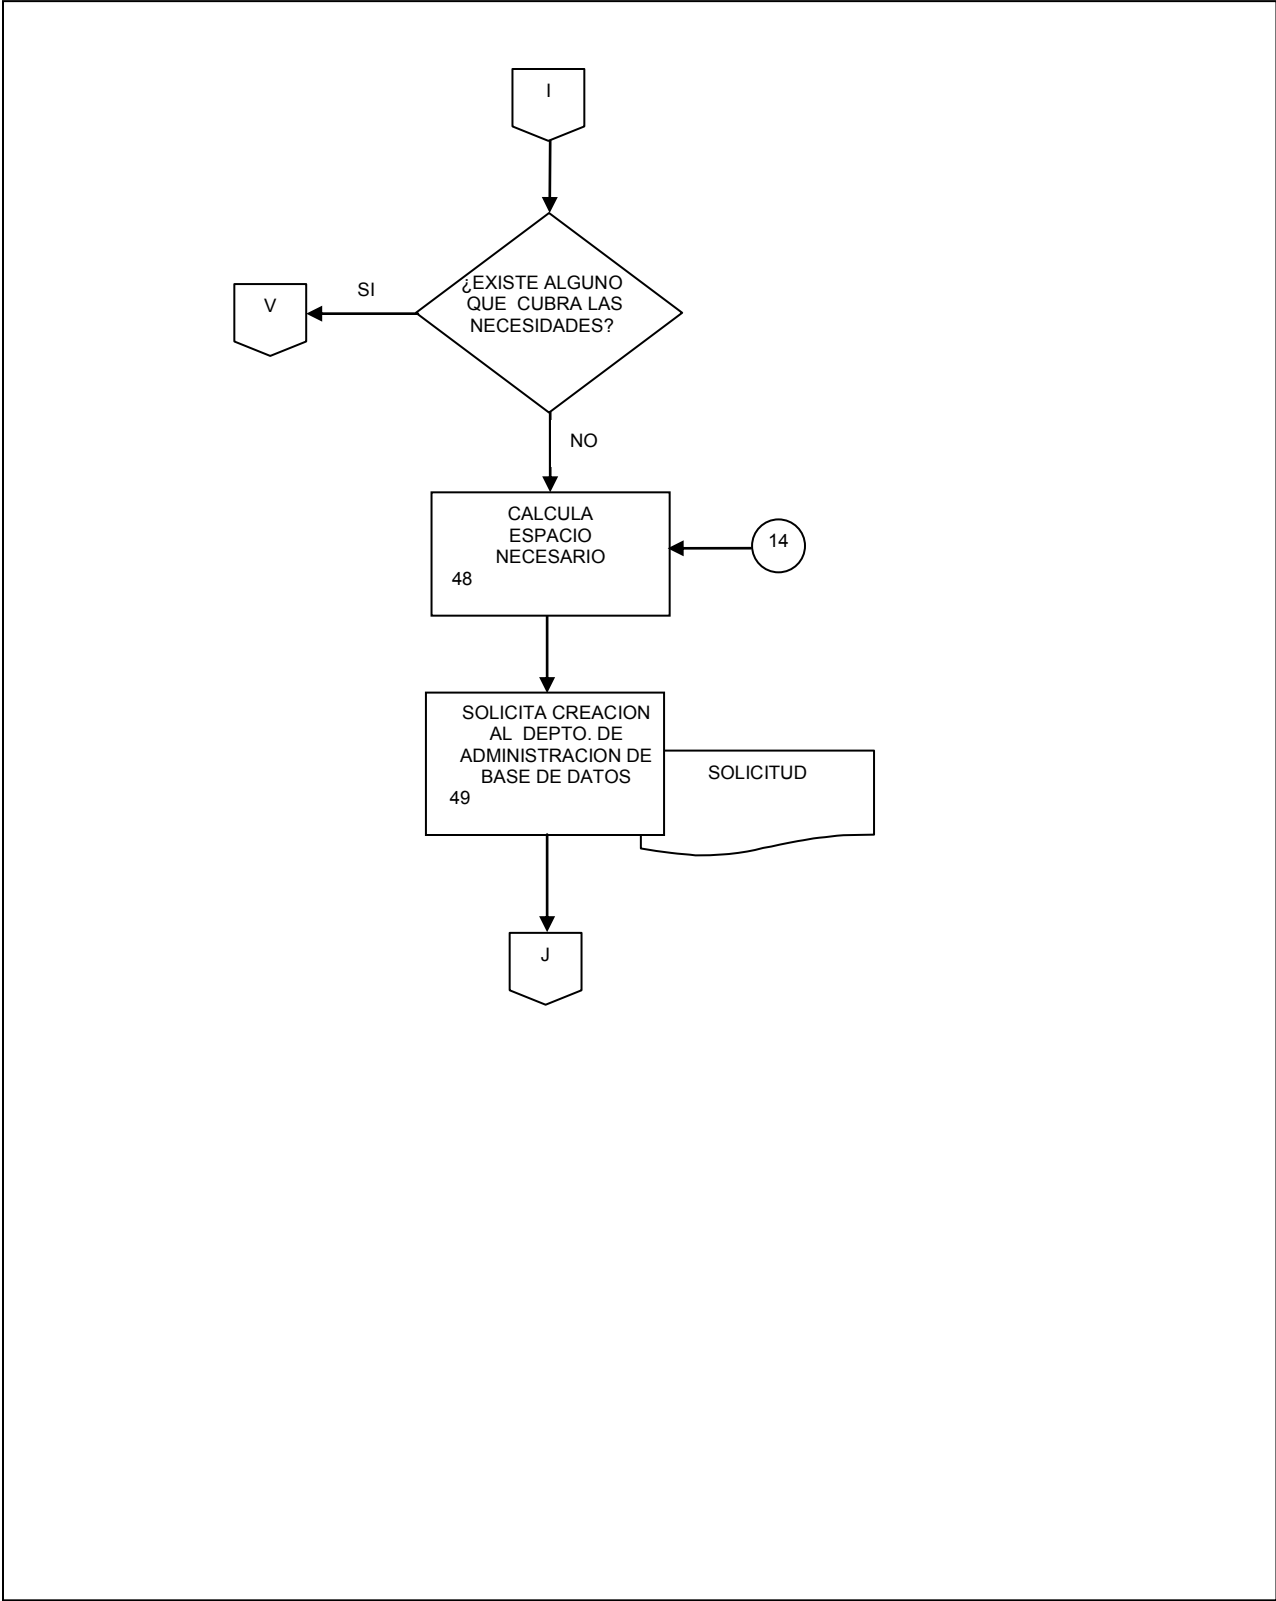 I
¿EXISTE ALGUNO
QUE CUBRA LAS
NECESIDADES?
SI
V
NO
CALCULA
ESPACIO
NECESARIO
48
14
SOLICITA CREACION
AL DEPTO. DE
ADMINISTRACION DE
BASE DE DATOS
49
SOLICITUD
J